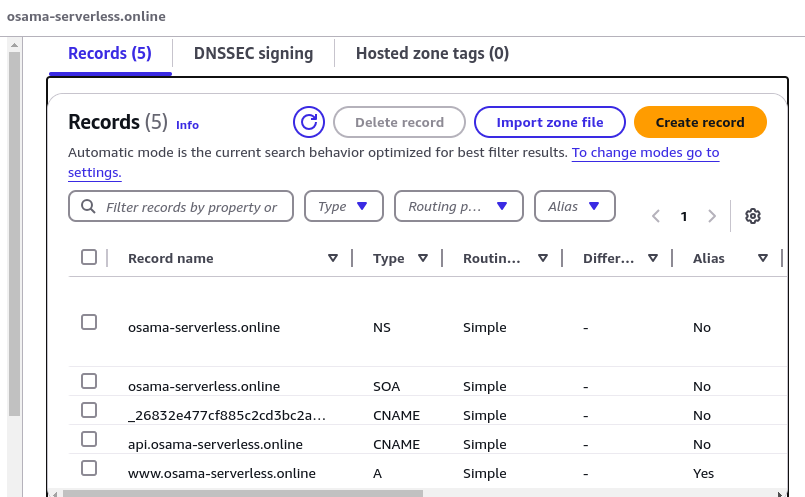 osama-serverless.online
Records (5) DNSSEC signing Hosted zone tags (0)
Records (5) Info Delete record Import zone file Create record
Automatic mode is the current search behavior optimized for best filter results. To change modes go to
settings.
Filter records by property or Type Routing p... Alias 1
Record name Type Routin... Differ... Alias
osama-serverless.online NS Simple - No
osama-serverless.online SOA Simple - No
_26832e477cf885c2cd3bc2a... CNAME Simple - No
api.osama-serverless.online CNAME Simple - No
www.osama-serverless.online A Simple - Yes